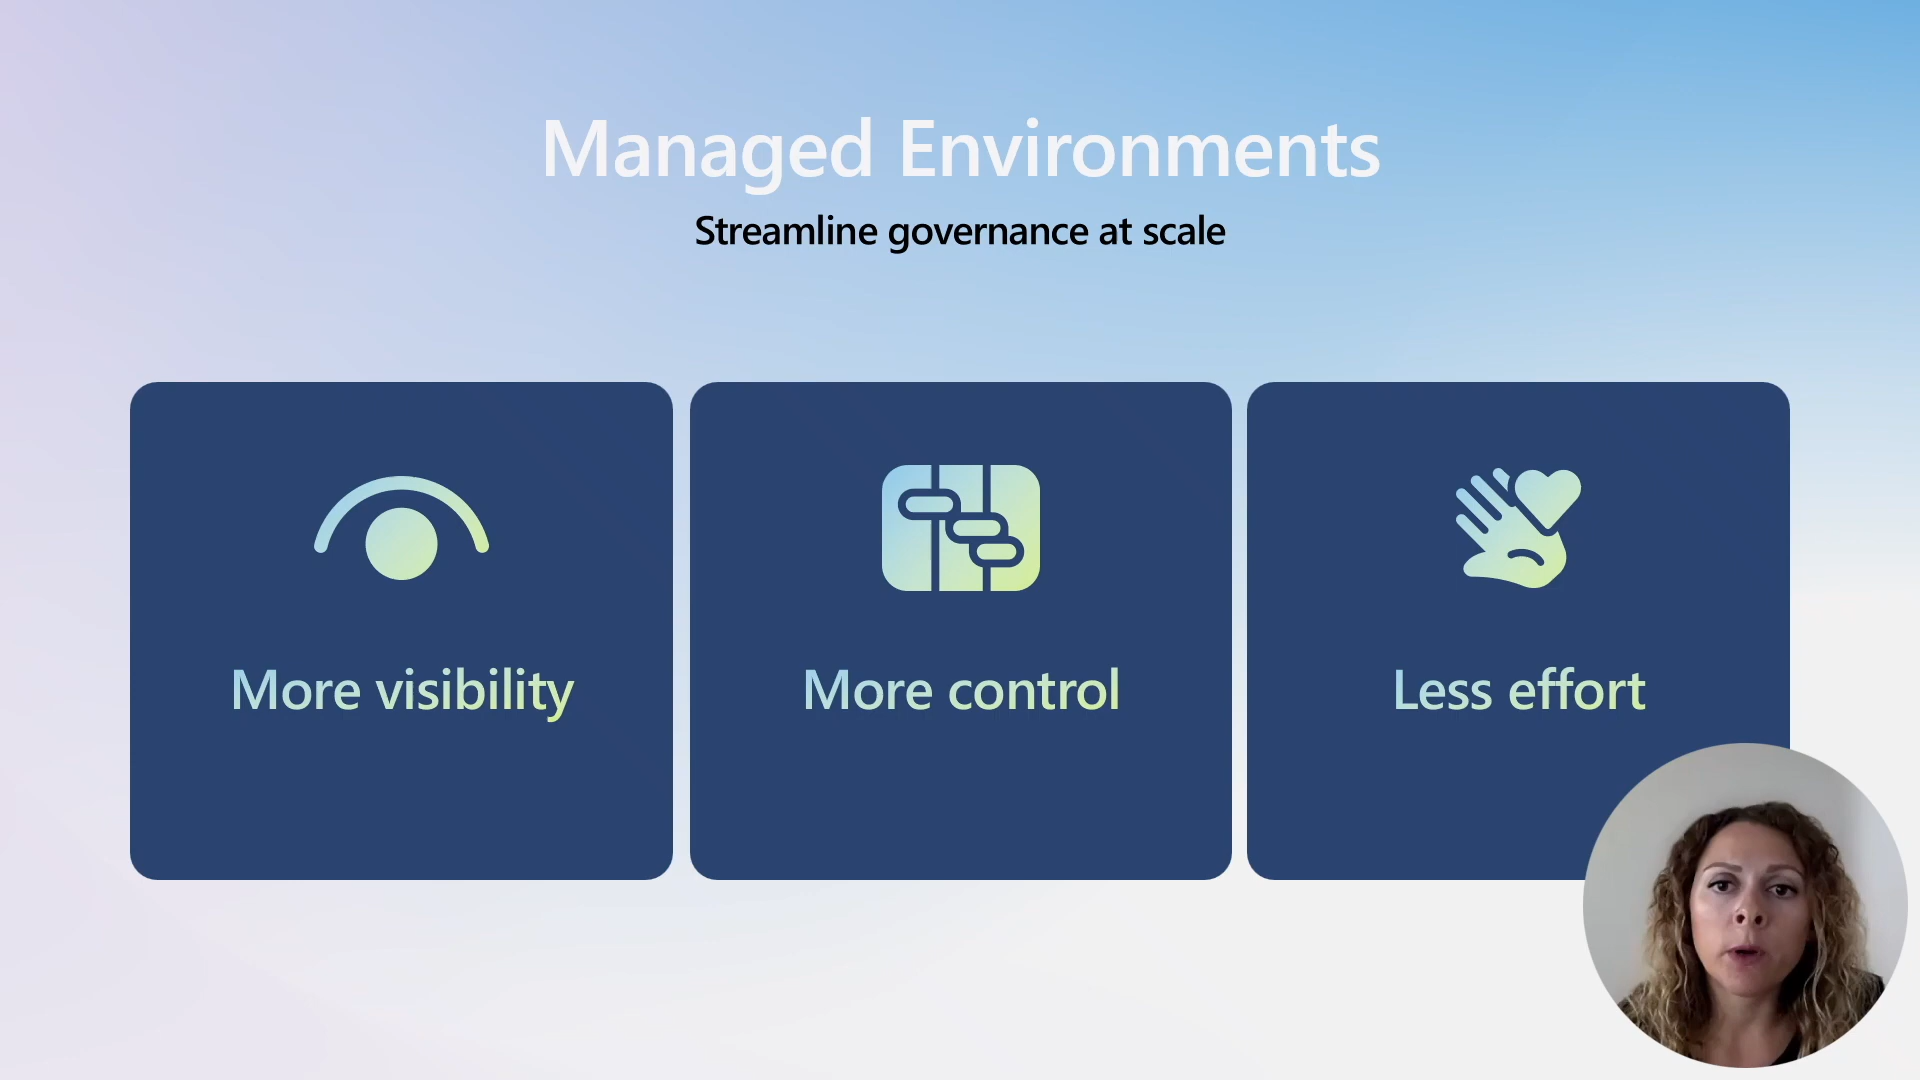 Managed Environments
Streamline governance at scale
More visibility
More control
Less effort